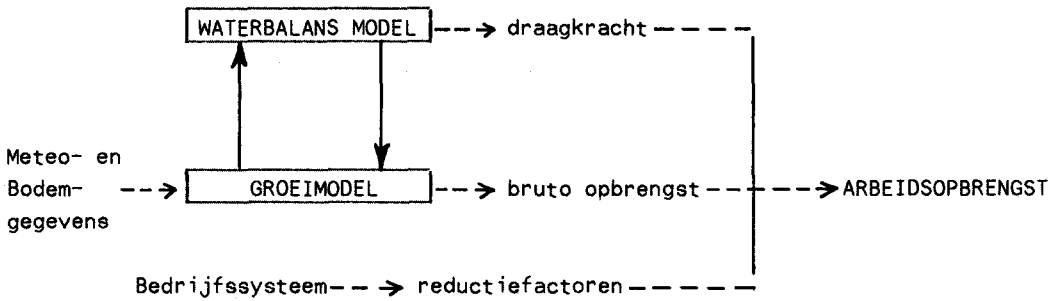 WATERBALANS MODEL draagkracht
Meteo- en
Bodem- GROEIMODEL bruto opbrengst ARBEIDSOPBRENGST
gegevens
Bedrijfssysteem reductiefactoren